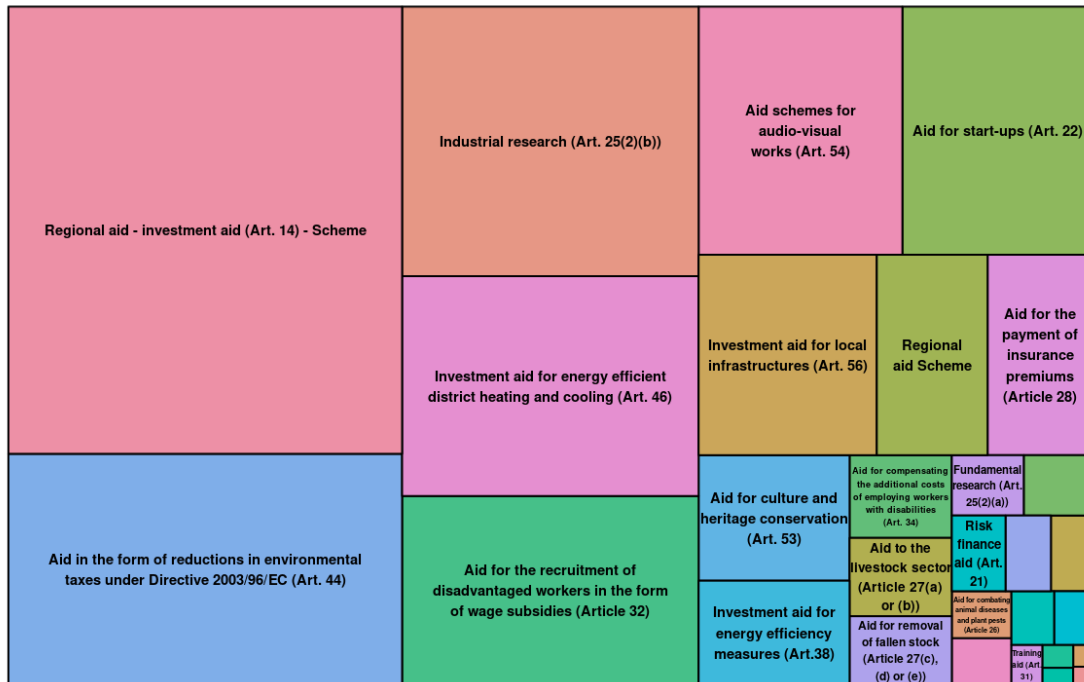 Regional aid - investment aid (Art. 14) - Scheme
Aid in the form of reductions in environmental
taxes under Directive 2003/96/EC (Art. 44)
Industrial research (Art. 25(2)(b))
Investment aid for energy efficient
district heating and cooling (Art. 46)
Aid for the recruitment of
disadvantaged workers in the form
of wage subsidies (Article 32)
Aid schemes for
audio-visual
works (Art. 54)
Aid for start-ups (Art. 22)
Investment aid for local
infrastructures (Art. 56)
Regional
aid Scheme
Aid for the
payment of
insurance
premiums
(Article 28)
Aid for culture and
heritage conservation
(Art. 53)
Investment aid for
energy efficiency
measures (Art.38)
Aid for compensating
the additional costs
of employing workers
with disabilities
(Art. 34)
Aid to the
livestock sector
(Article 27(a)
or (b))
Aid for removal
of fallen stock
(Article 27(c),
(d) or (e))
Fundamental
research (Art.
25(2)(a))
Risk
finance
aid (Art.
21)
Aid for combating
animal diseases
and plant pests
(Article 26)
Training
aid (Art.
31)